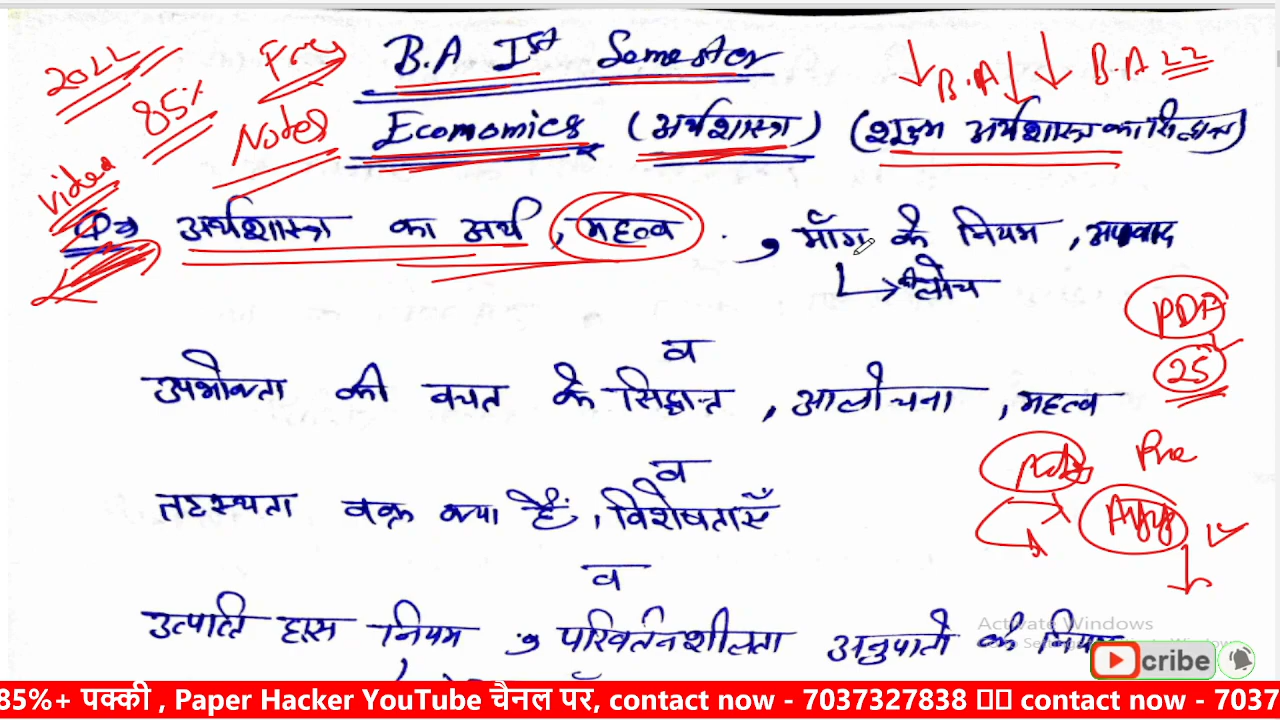 2022 Free B.A Ist Semester B.A B.A 22
85% Notes Economics (अर्थशास्त्र) (सूक्ष्म अर्थशास्त्र का सिद्धान्त)
Video
अर्थशास्त्र का अर्थ, महत्व , माँग के नियम, अपवाद
लोच
PDF
25
व
उपभोक्ता की बचत के सिद्धान्त, आलोचना, महत्व
व
तटस्थता वक्र क्या है, विशेषताएँ
व
उत्पत्ति ह्रास नियम, परिवर्तनशीलता अनुपातों के नियम
Activate Windows
cribe
85%+ पक्की , Paper Hacker YouTube चैनल पर, contact now - 7037327838 contact now - 7037